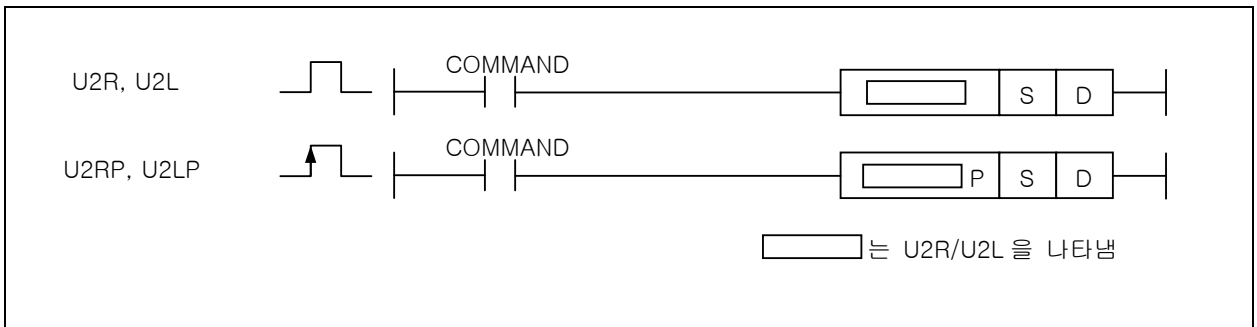 COMMAND
U2R, U2L S D
COMMAND
U2RP, U2LP P S D
는 U2R/U2L 을 나타냄